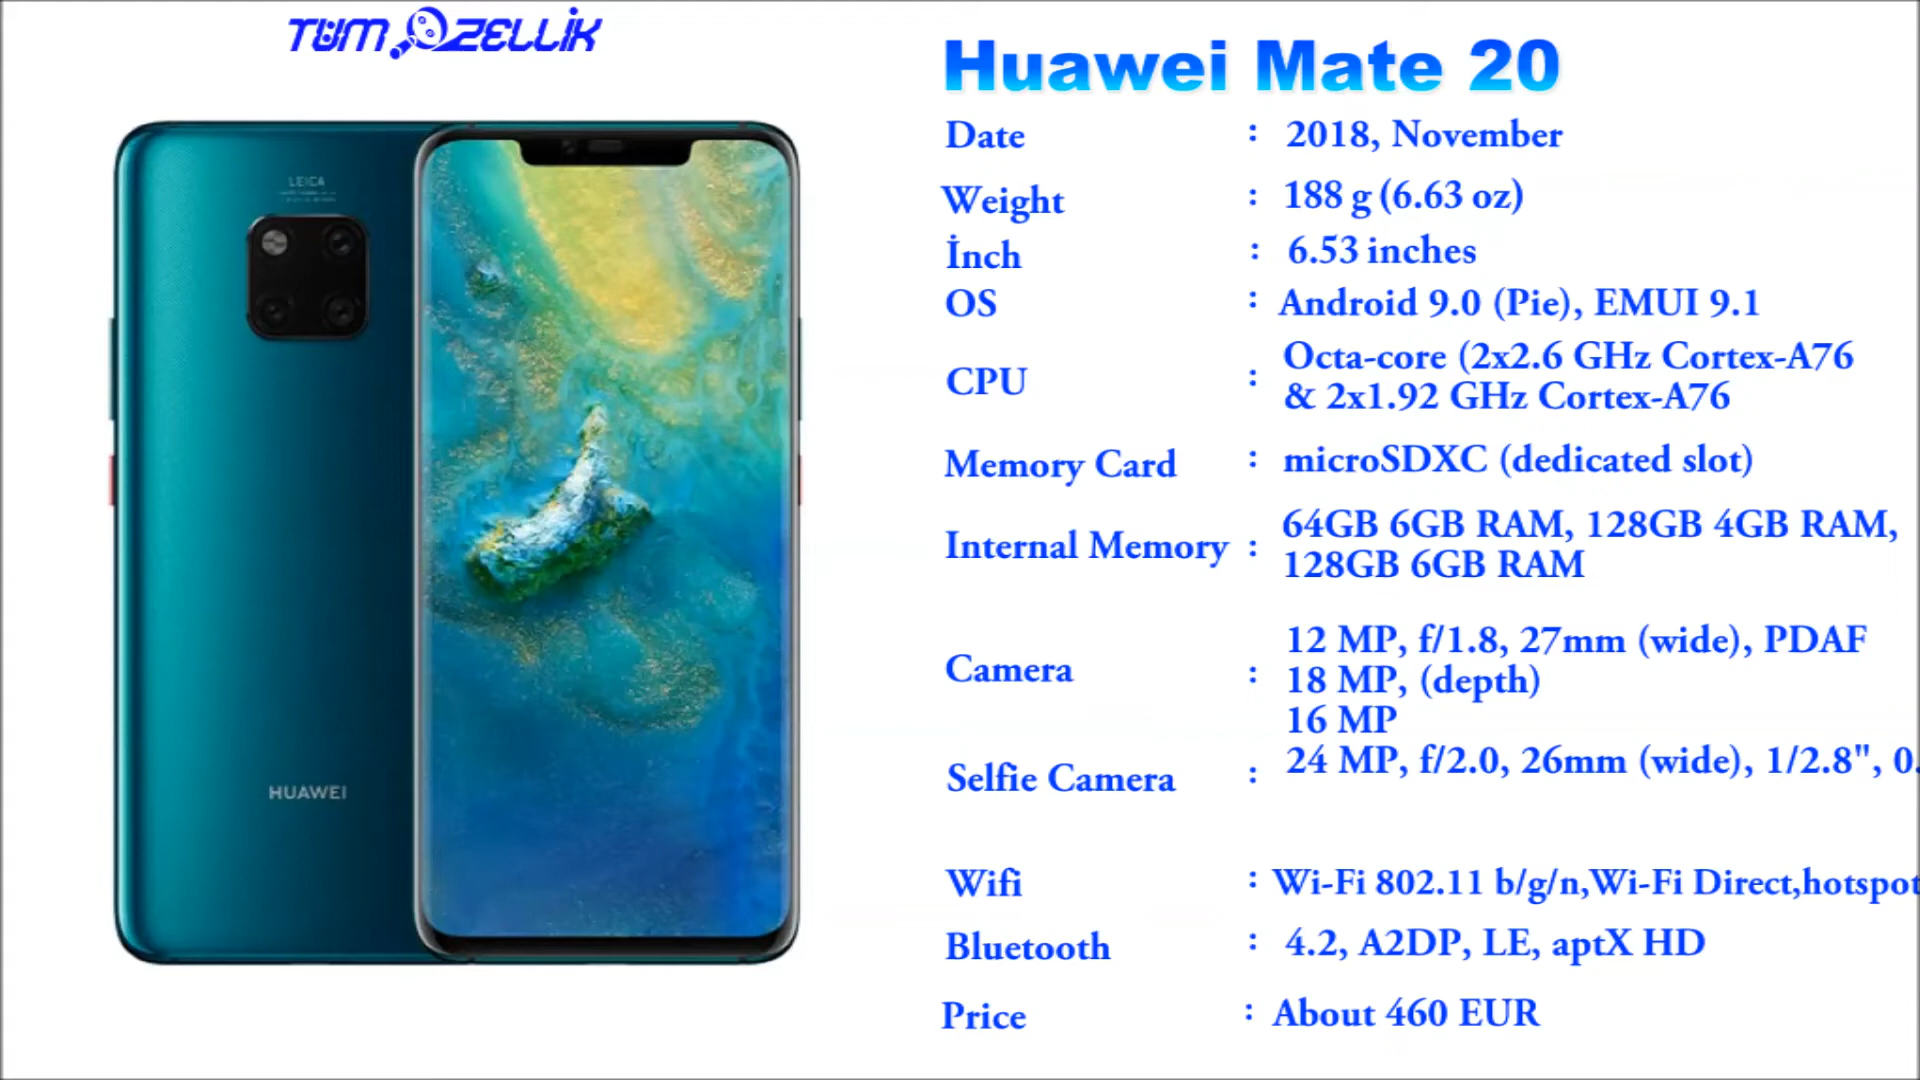 TÜM ÖZELLİK
Huawei Mate 20
Date : 2018, November
Weight : 188 g (6.63 oz)
İnch : 6.53 inches
OS : Android 9.0 (Pie), EMUI 9.1
CPU : Octa-core (2x2.6 GHz Cortex-A76
& 2x1.92 GHz Cortex-A76
Memory Card : microSDXC (dedicated slot)
Internal Memory : 64GB 6GB RAM, 128GB 4GB RAM,
128GB 6GB RAM
Camera : 12 MP, f/1.8, 27mm (wide), PDAF
18 MP, (depth)
16 MP
Selfie Camera : 24 MP, f/2.0, 26mm (wide), 1/2.8", 0.
Wifi : Wi-Fi 802.11 b/g/n,Wi-Fi Direct,hotspot
Bluetooth : 4.2, A2DP, LE, aptX HD
Price : About 460 EUR
LEICA
HUAWEI